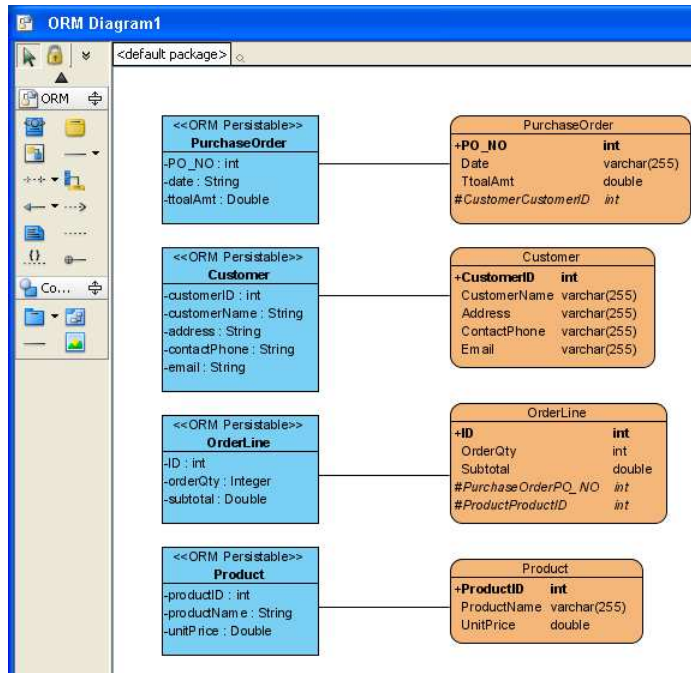 ORM Diagram1
<default package>
ORM
Co...
<<ORM Persistable>>
PurchaseOrder
-PO_NO : int
-date : String
-ttoalAmt : Double
PurchaseOrder
+PO_NO int
Date varchar(255)
TtoalAmt double
#CustomerCustomerID int
<<ORM Persistable>>
Customer
-customerID : int
-customerName : String
-address : String
-contactPhone : String
-email : String
Customer
+CustomerID int
CustomerName varchar(255)
Address varchar(255)
ContactPhone varchar(255)
Email varchar(255)
<<ORM Persistable>>
OrderLine
-ID : int
-orderQty : Integer
-subtotal : Double
OrderLine
+ID int
OrderQty int
Subtotal double
#PurchaseOrderPO_NO int
#ProductProductID int
<<ORM Persistable>>
Product
-productID : int
-productName : String
-unitPrice : Double
Product
+ProductID int
ProductName varchar(255)
UnitPrice double